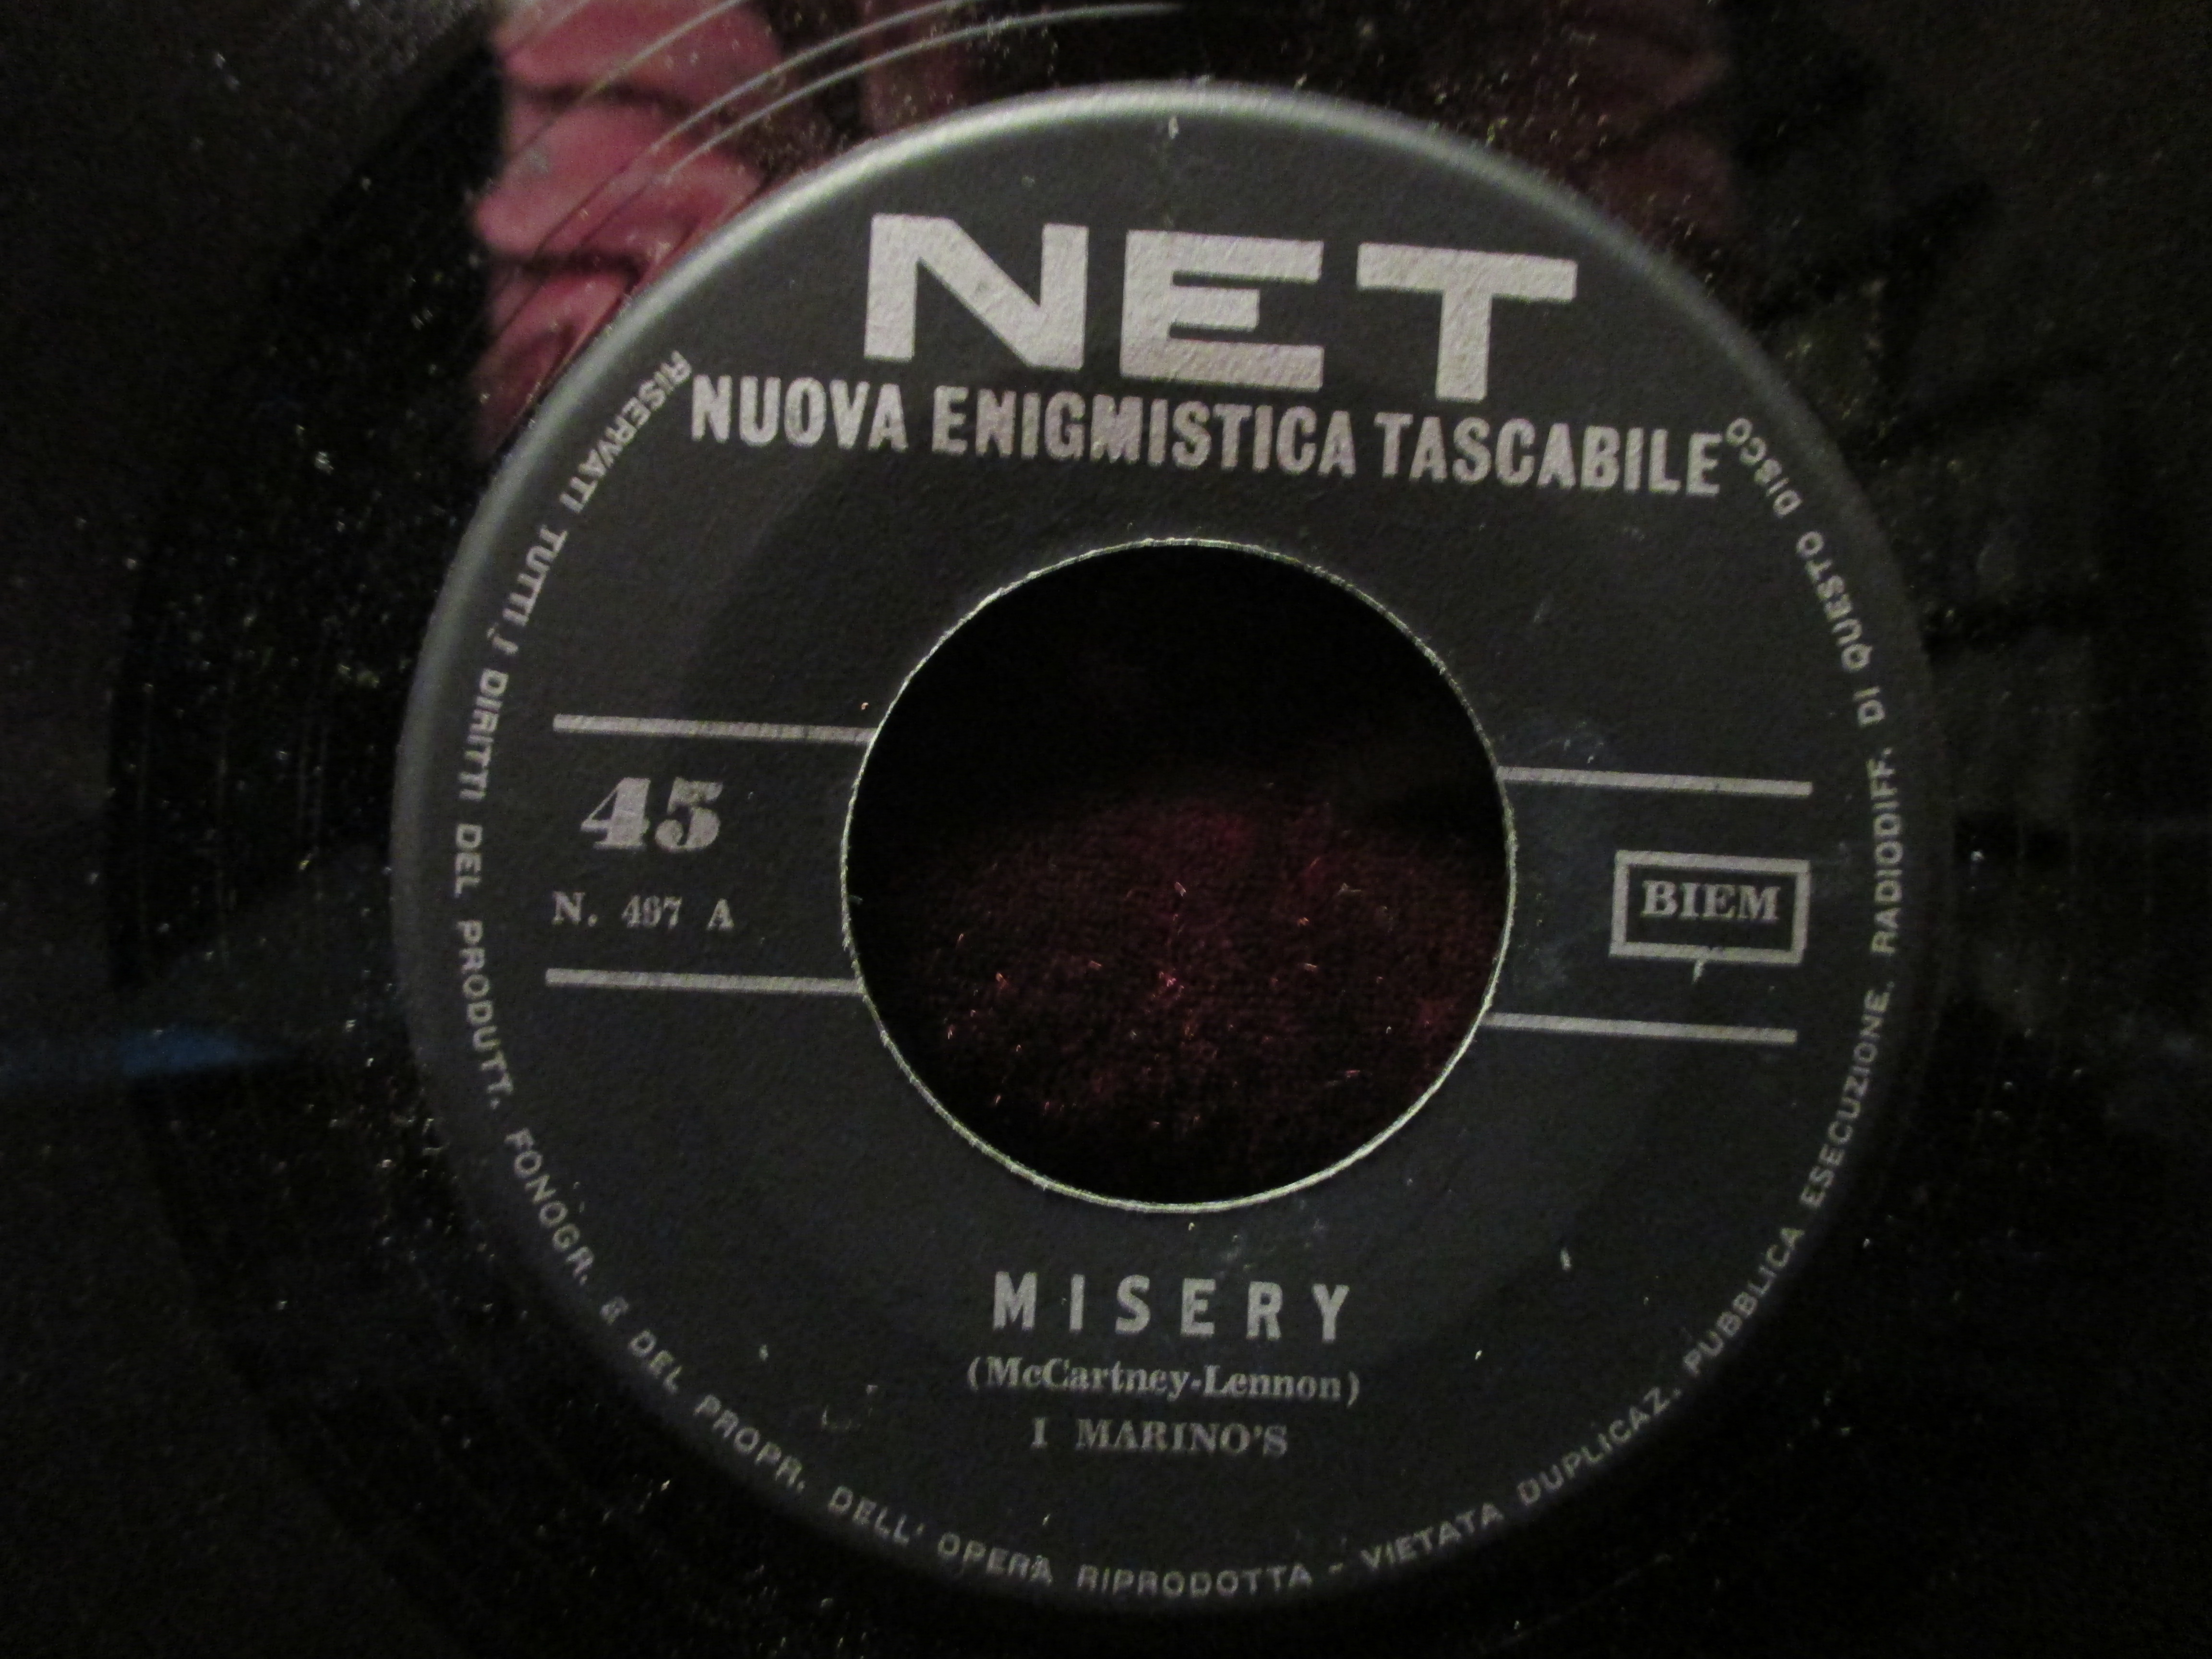 NET
NUOVA ENIGMISTICA TASCABILE
45
N. 497 A
BIEM
MISERY
(McCartney-Lennon)
I MARINO'S
RISERVATI TUTTI I DIRITTI DEL PRODUTT. FONOGR. E DEL PROPR. DELL' OPERA RIPRODOTTA - VIETATA DUPLICAZ. PUBBLICA ESECUZIONE. RADIODIFF. DI QUESTO DISCO